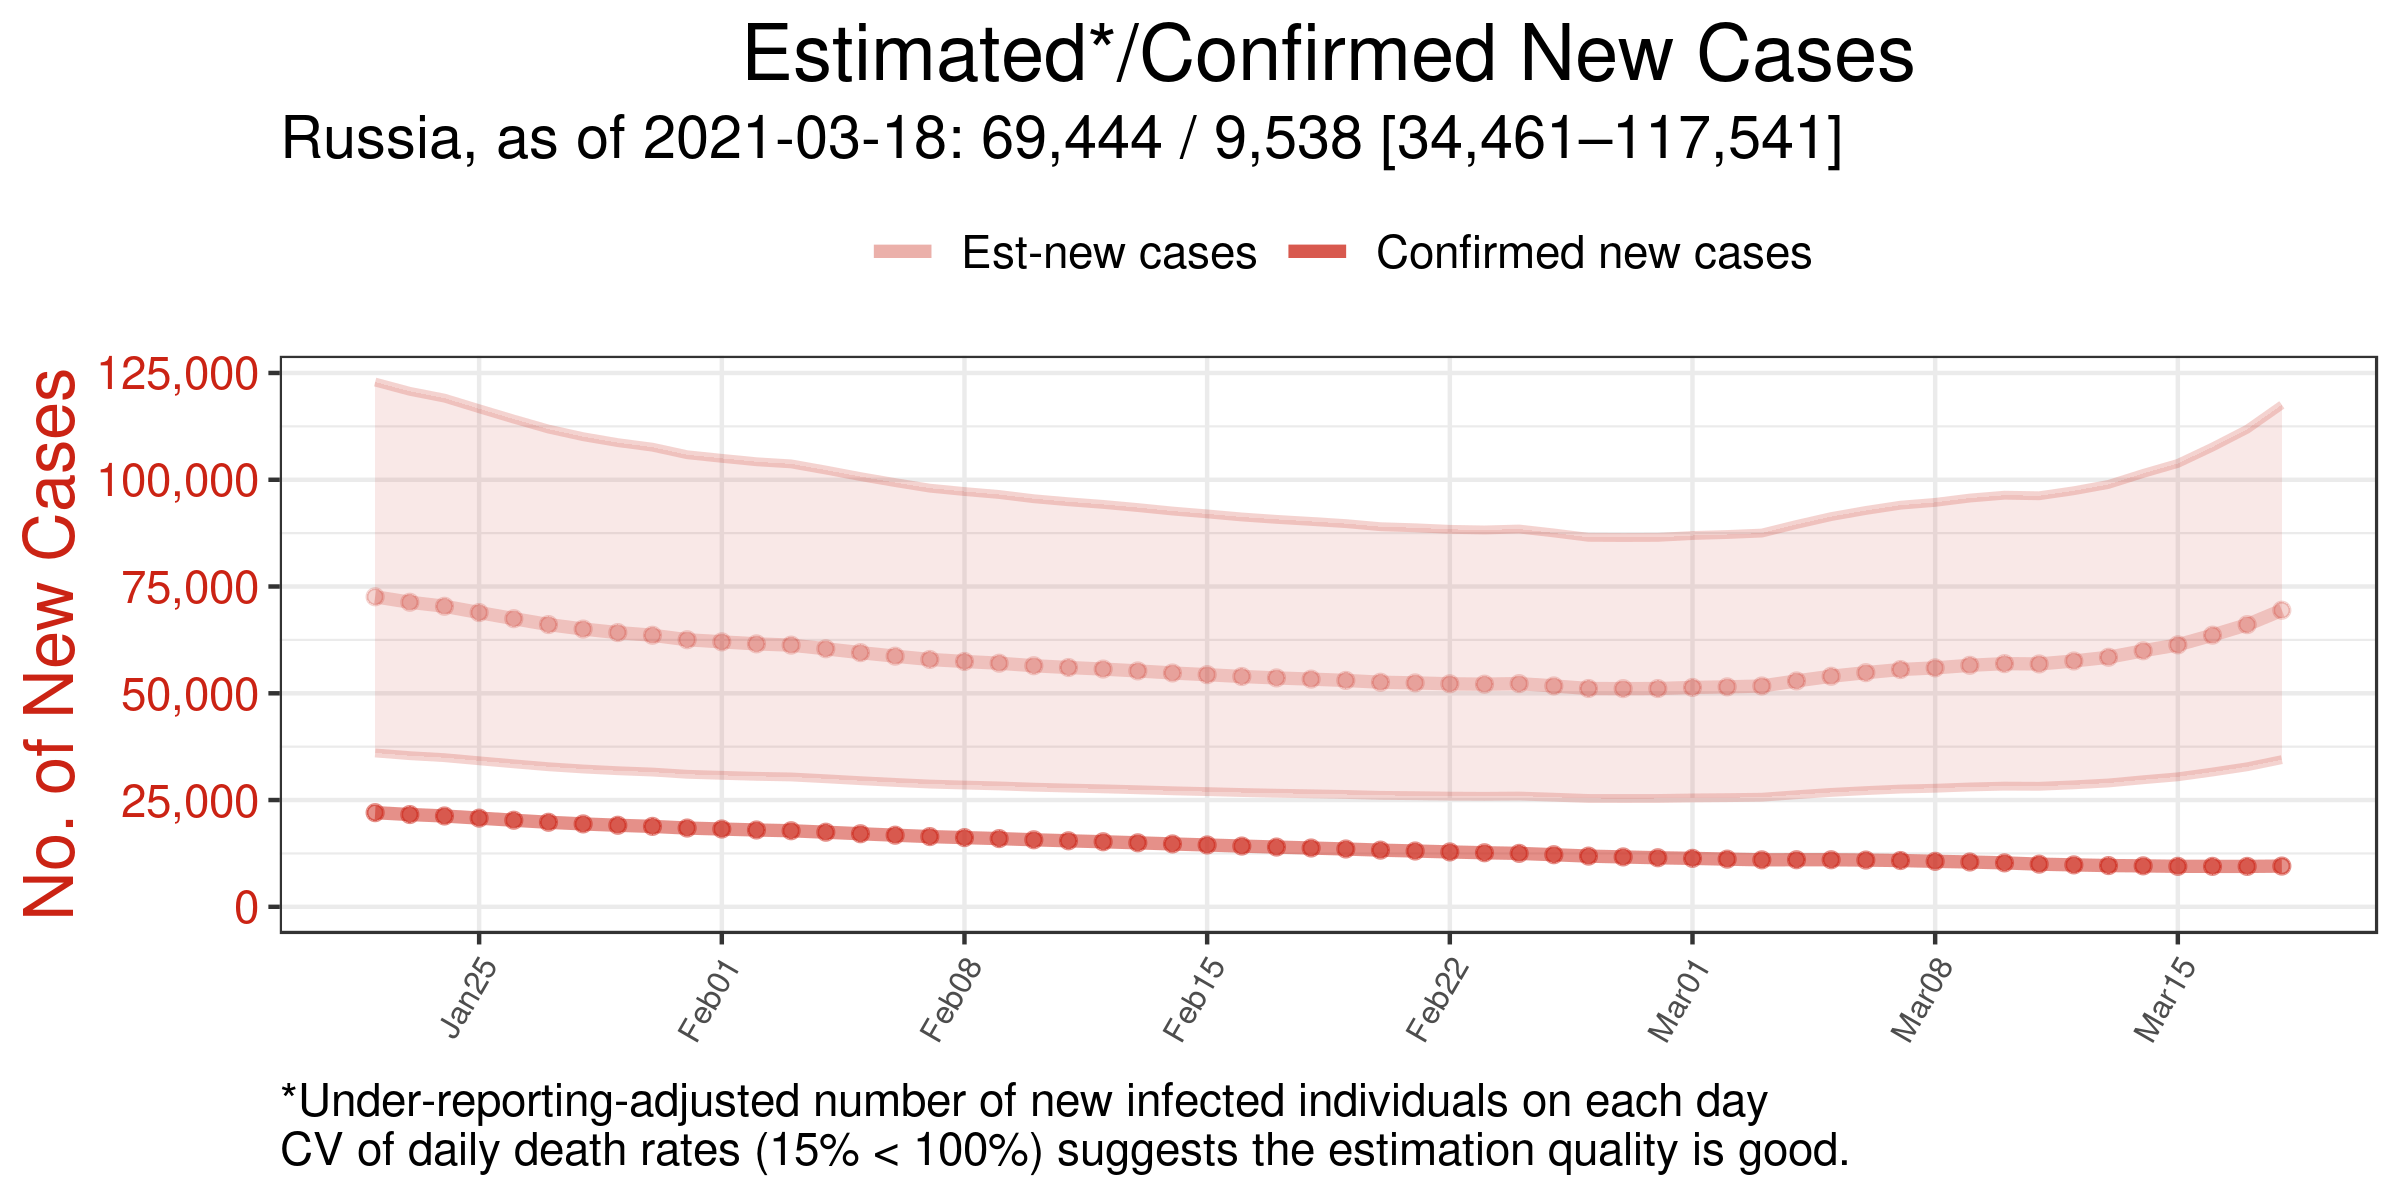 Estimated*/Confirmed New Cases
Russia, as of 2021-03-18: 69,444 / 9,538 [34,461–117,541]
Est-new cases
Confirmed new cases
No. of New Cases
125,000
100,000
75,000
50,000
25,000
0
Jan25
Feb01
Feb08
Feb15
Feb22
Mar01
Mar08
Mar15
*Under-reporting-adjusted number of new infected individuals on each day
CV of daily death rates (15% < 100%) suggests the estimation quality is good.